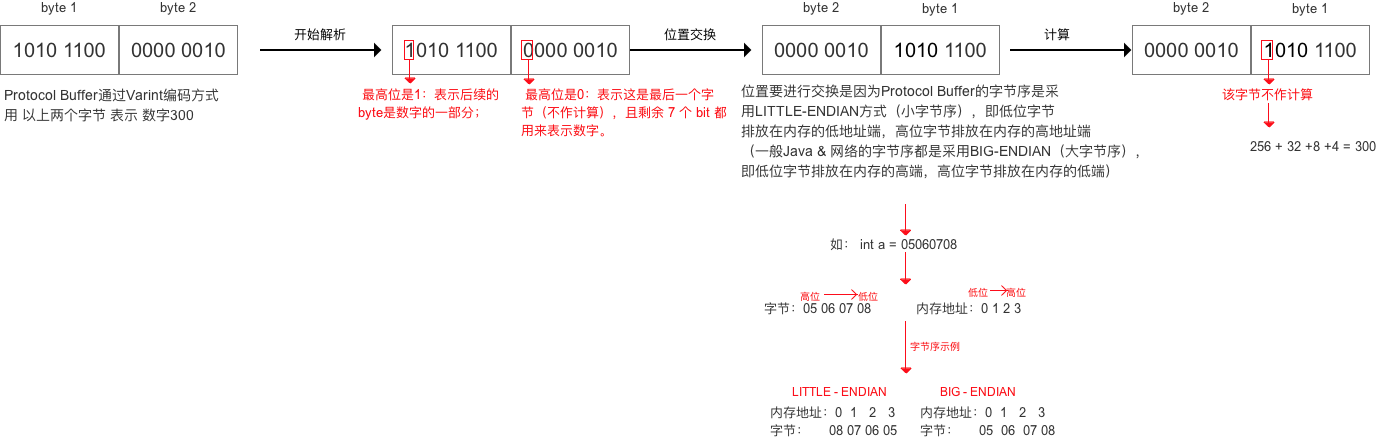 byte 1
byte 2
1010 1100
0000 0010
Protocol Buffer通过Varint编码方式
用 以上两个字节 表示 数字300
开始解析
1010 1100
0000 0010
最高位是1：表示后续的
byte是数字的一部分；
最高位是0：表示这是最后一个字
节（不作计算），且剩余 7 个 bit 都
用来表示数字。
位置交换
byte 2
byte 1
0000 0010
1010 1100
位置要进行交换是因为Protocol Buffer的字节序是采
用LITTLE-ENDIAN方式（小字节序），即低位字节
排放在内存的低地址端，高位字节排放在内存的高地址端
（一般Java & 网络的字节序都是采用BIG-ENDIAN（大字节序），
即低位字节排放在内存的高端，高位字节排放在内存的低端）
计算
byte 2
byte 1
0000 0010
1010 1100
该字节不作计算
256 + 32 +8 +4 = 300
如： int a = 05060708
高位
低位
字节：05 06 07 08
低位
高位
内存地址：0 1 2 3
字节序示例
LITTLE - ENDIAN
内存地址：0 1 2 3
字节： 08 07 06 05
BIG - ENDIAN
内存地址：0 1 2 3
字节： 05 06 07 08